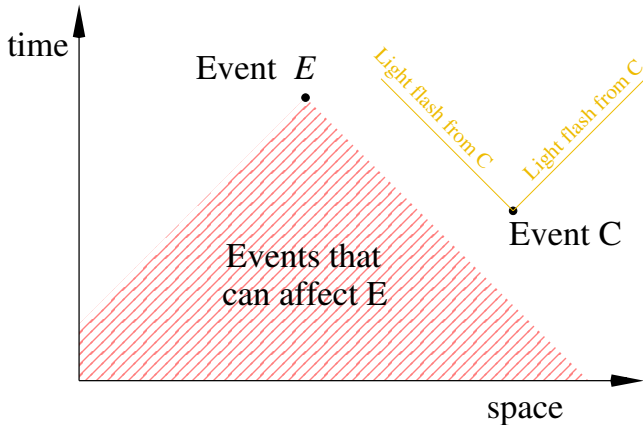 time
Event E
Light flash from C
Light flash from C
Event C
Events that
can affect E
space